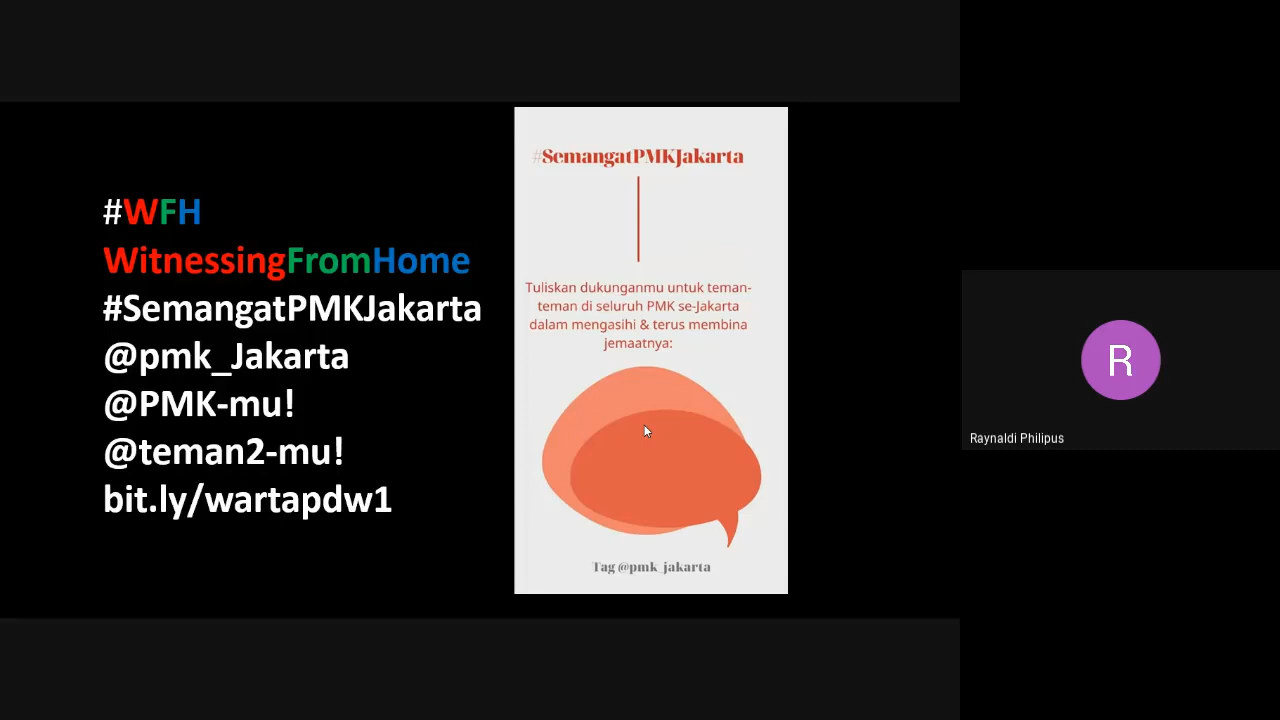 #WFH
WitnessingFromHome
#SemangatPMKJakarta
@pmk_Jakarta
@PMK-mu!
@teman2-mu!
bit.ly/wartapdw1
#SemangatPMKJakarta
Tuliskan dukunganmu untuk teman-
teman di seluruh PMK se-Jakarta
dalam mengasihi & terus membina
jemaatnya:
Tag @pmk_jakarta
R
Raynaldi Philipus